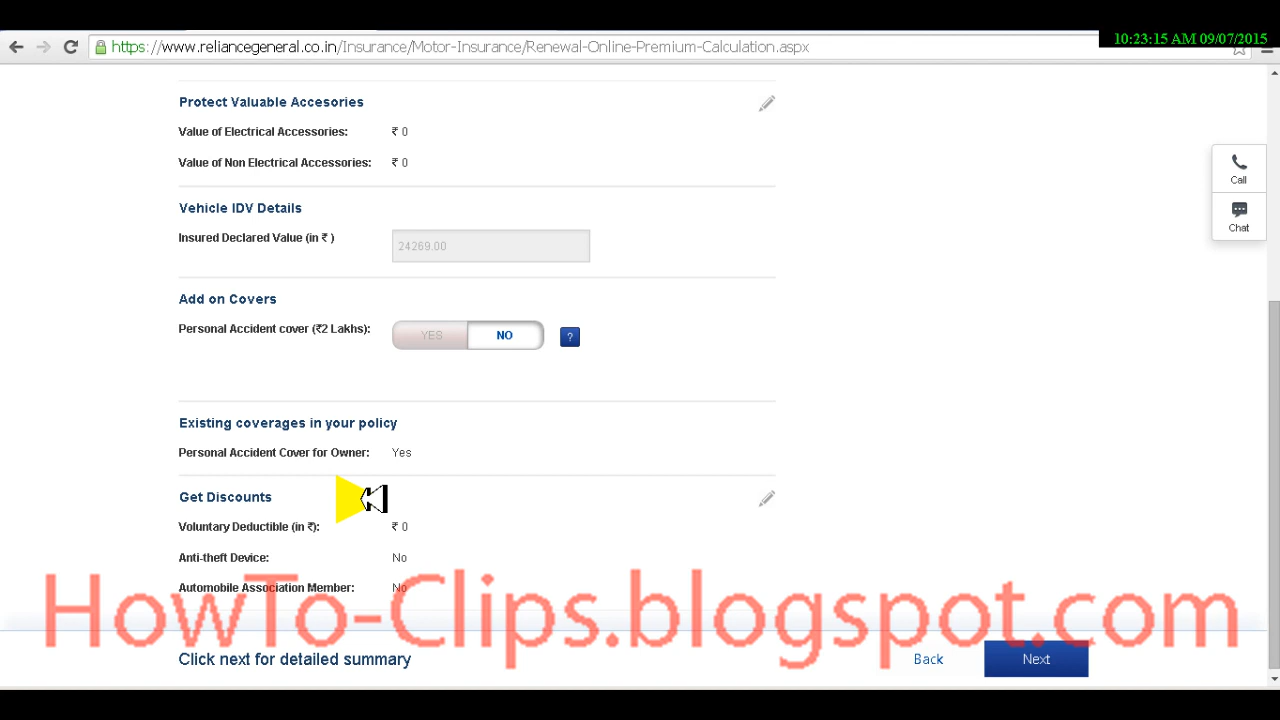 10:23:15 AM 09/07/2015
https://www.reliancegeneral.co.in/Insurance/Motor-Insurance/Renewal-Online-Premium-Calculation.aspx
Protect Valuable Accesories
Value of Electrical Accessories: ₹ 0
Value of Non Electrical Accessories: ₹ 0
Call
Chat
Vehicle IDV Details
Insured Declared Value (in ₹ ) 24269.00
Add on Covers
Personal Accident cover (₹2 Lakhs): YES NO ?
Existing coverages in your policy
Personal Accident Cover for Owner: Yes
Get Discounts
Voluntary Deductible (in ₹): ₹ 0
Anti-theft Device: No
Automobile Association Member: No
HowTo-Clips.blogspot.com
Click next for detailed summary Back Next